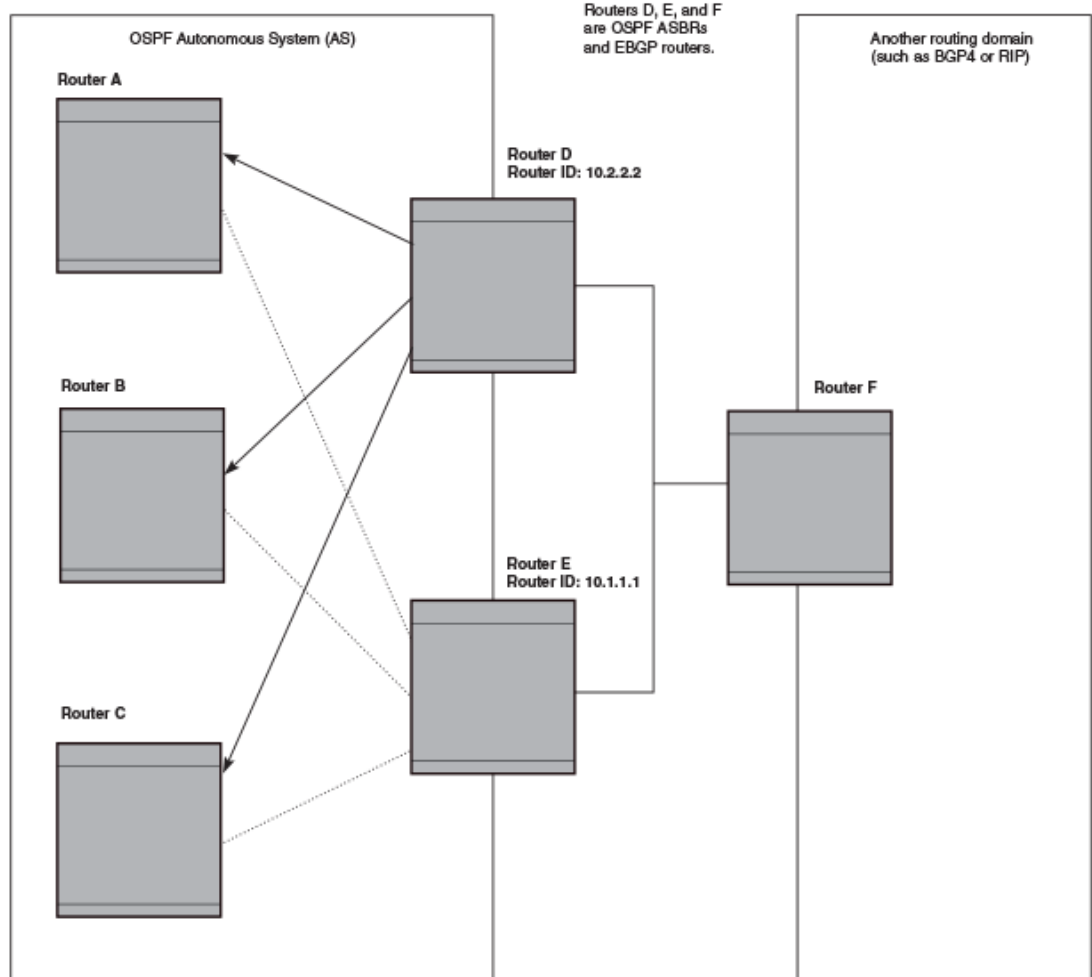 Routers D, E, and F
are OSPF ASBRs
and EBGP routers.
OSPF Autonomous System (AS)
Another routing domain
(such as BGP4 or RIP)
Router A
Router D
Router ID: 10.2.2.2
Router B
Router F
Router E
Router ID: 10.1.1.1
Router C